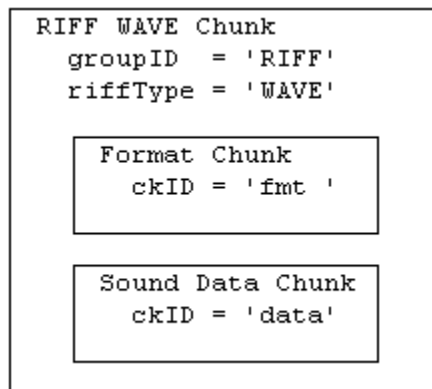 RIFF WAVE Chunk
groupID = 'RIFF'
riffType = 'WAVE'
Format Chunk
ckID = 'fmt '
Sound Data Chunk
ckID = 'data'